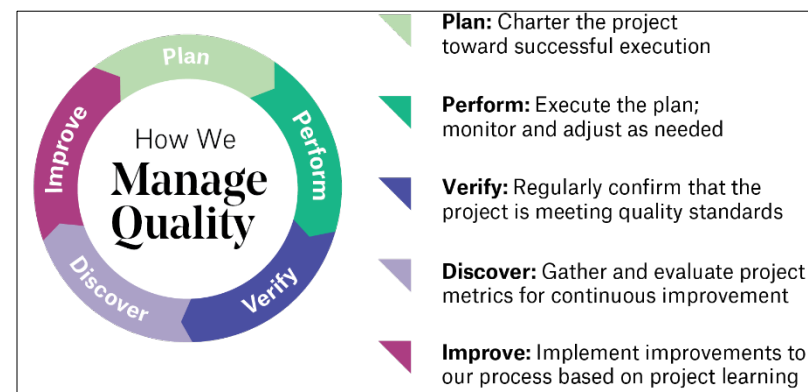 Plan
Perform
Verify
Discover
Improve
How We
Manage
Quality
Plan: Charter the project
toward successful execution
Perform: Execute the plan;
monitor and adjust as needed
Verify: Regularly confirm that the
project is meeting quality standards
Discover: Gather and evaluate project
metrics for continuous improvement
Improve: Implement improvements to
our process based on project learning